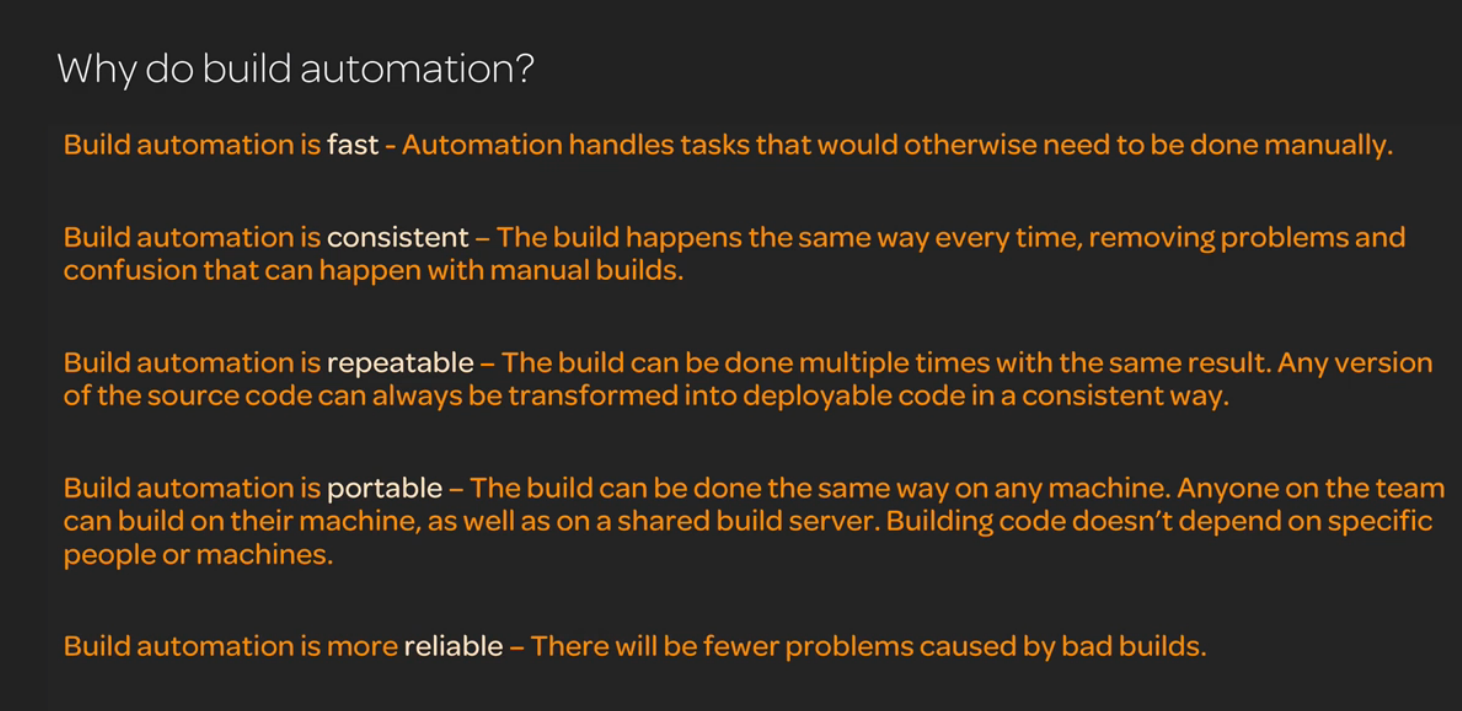 Why do build automation?
Build automation is fast - Automation handles tasks that would otherwise need to be done manually.
Build automation is consistent – The build happens the same way every time, removing problems and
confusion that can happen with manual builds.
Build automation is repeatable – The build can be done multiple times with the same result. Any version
of the source code can always be transformed into deployable code in a consistent way.
Build automation is portable – The build can be done the same way on any machine. Anyone on the team
can build on their machine, as well as on a shared build server. Building code doesn’t depend on specific
people or machines.
Build automation is more reliable – There will be fewer problems caused by bad builds.